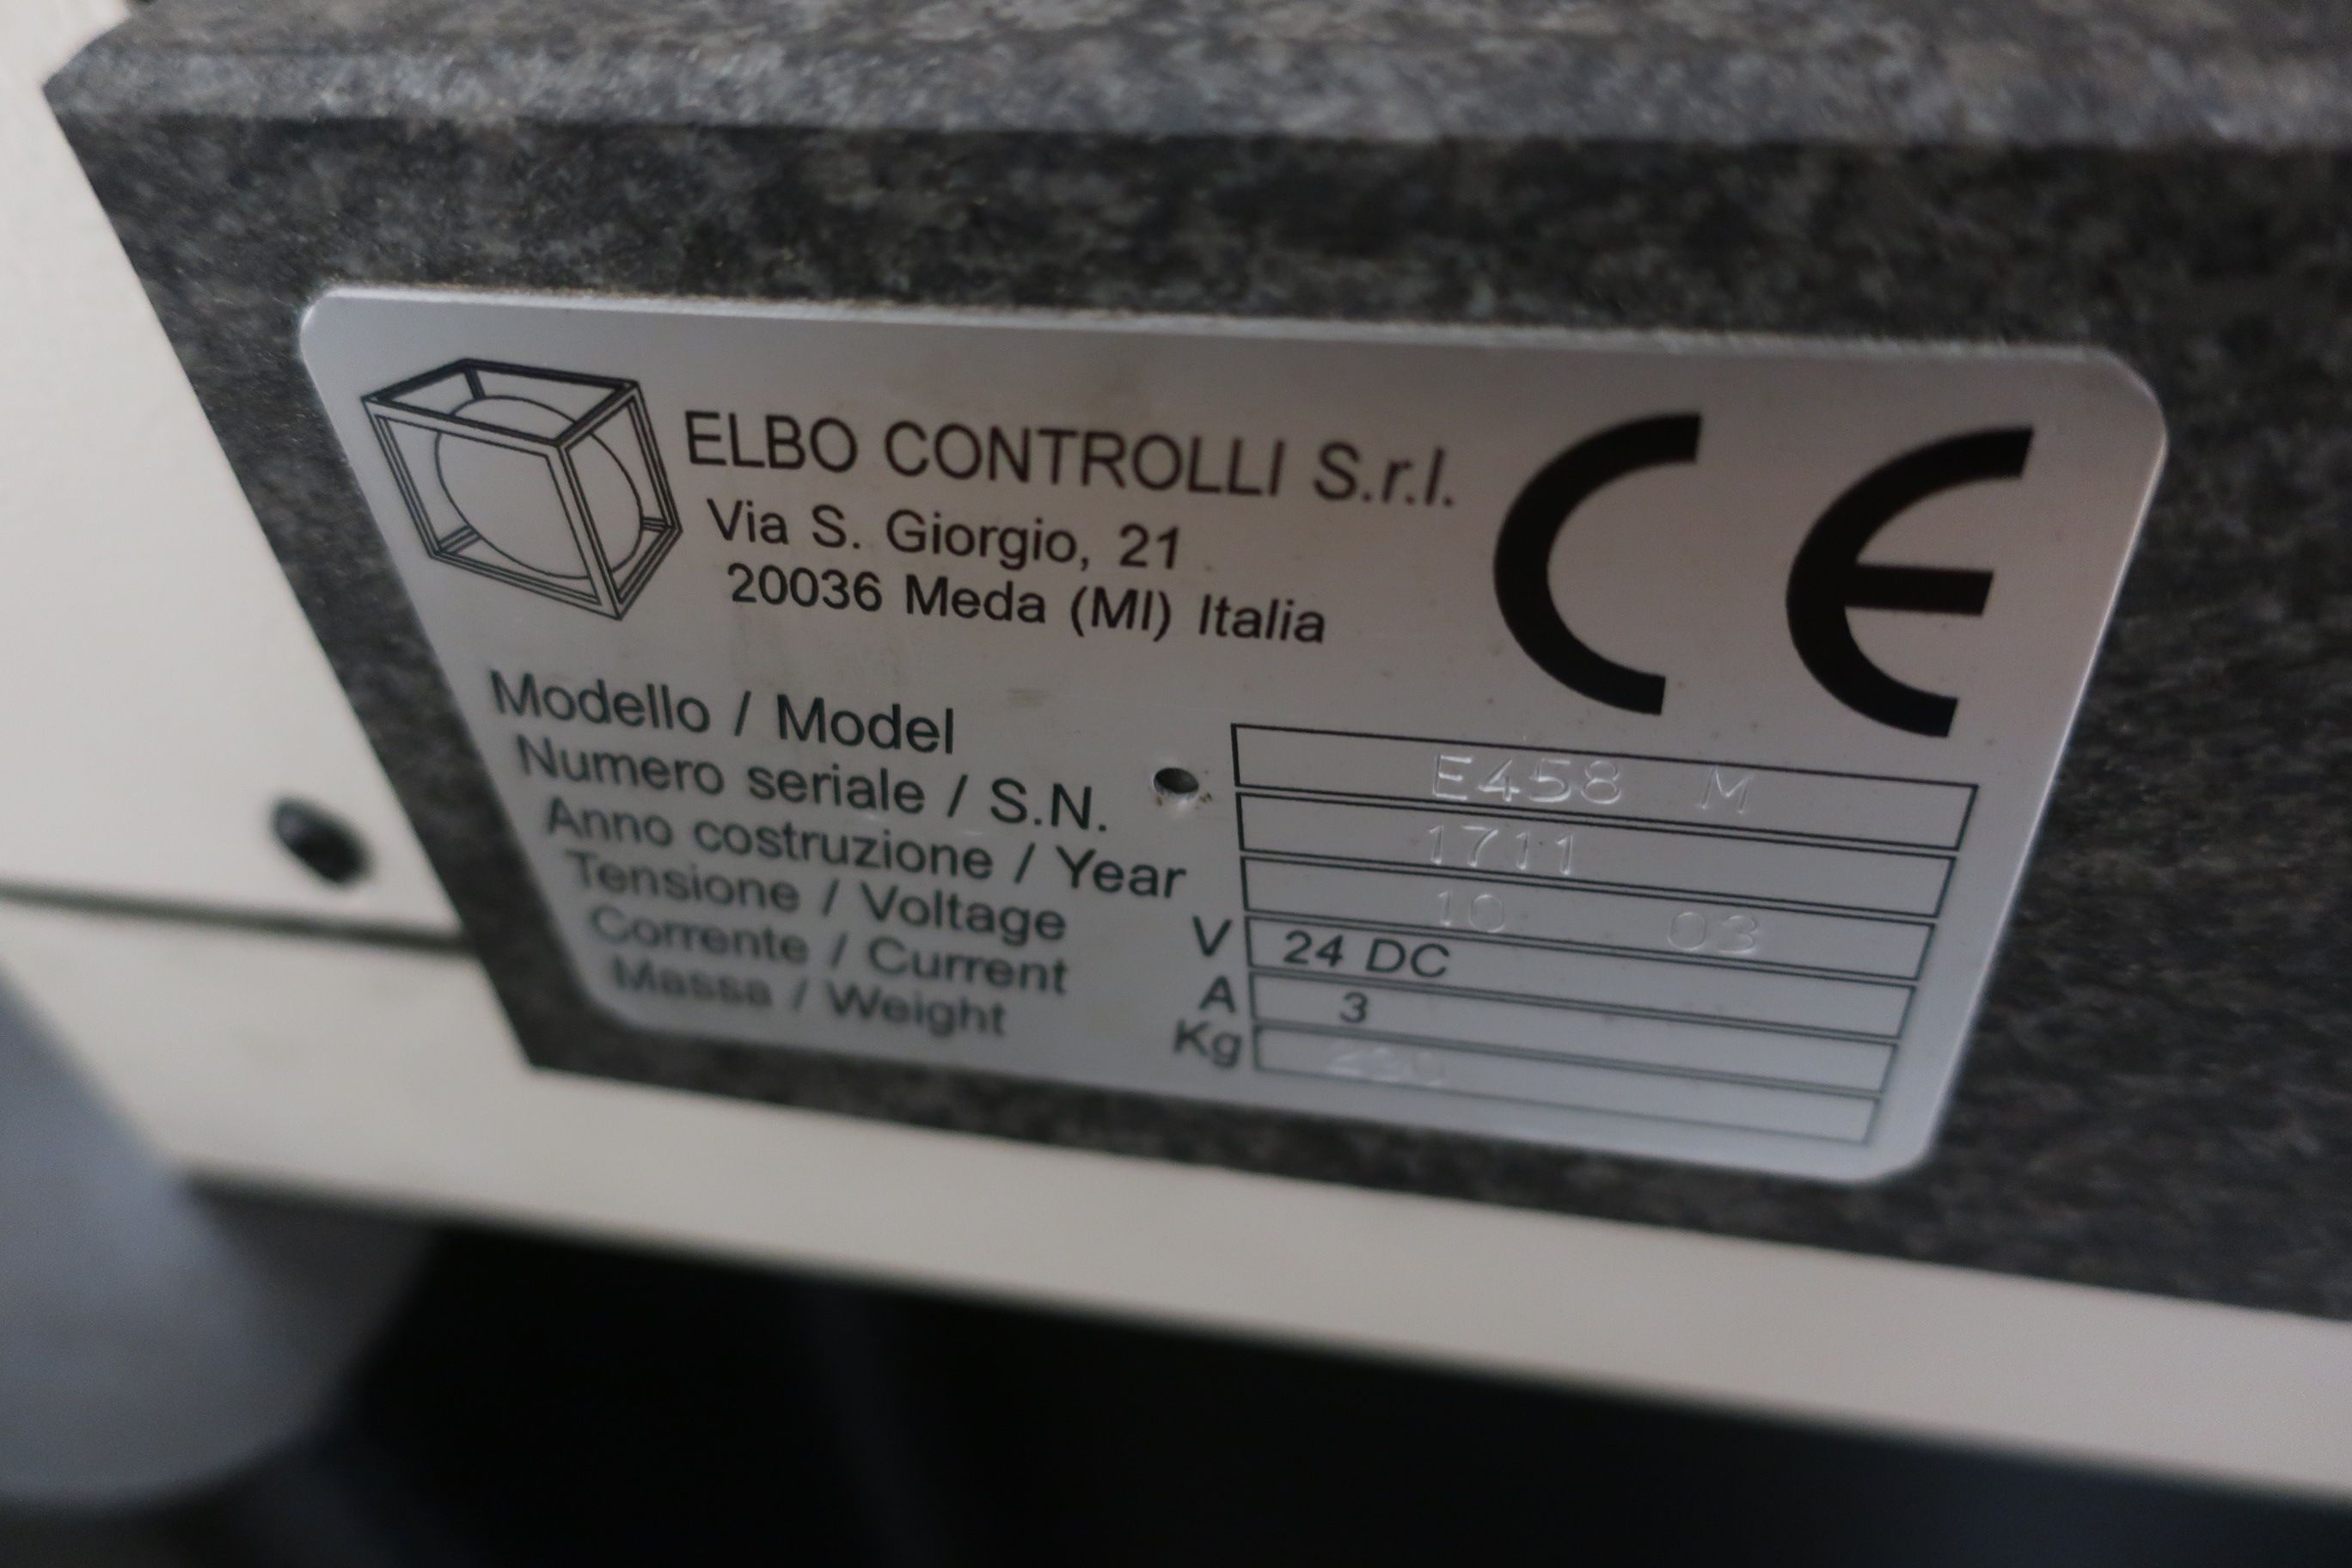 ELBO CONTROLLI S.r.l.
Via S. Giorgio, 21
20036 Meda (MI) Italia
CE
Modello / Model E458 M
Numero seriale / S.N. 1711
Anno costruzione / Year 10 03
Tensione / Voltage V 24 DC
Corrente / Current A 3
Massa / Weight Kg